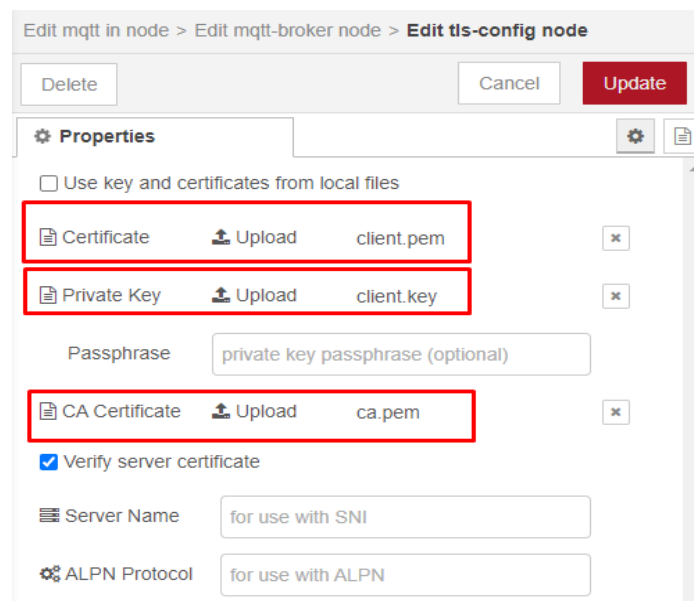 Edit mqtt in node > Edit mqtt-broker node > Edit tls-config node
Delete Cancel Update
Properties
Use key and certificates from local files
Certificate Upload client.pem
Private Key Upload client.key
Passphrase private key passphrase (optional)
CA Certificate Upload ca.pem
Verify server certificate
Server Name for use with SNI
ALPN Protocol for use with ALPN